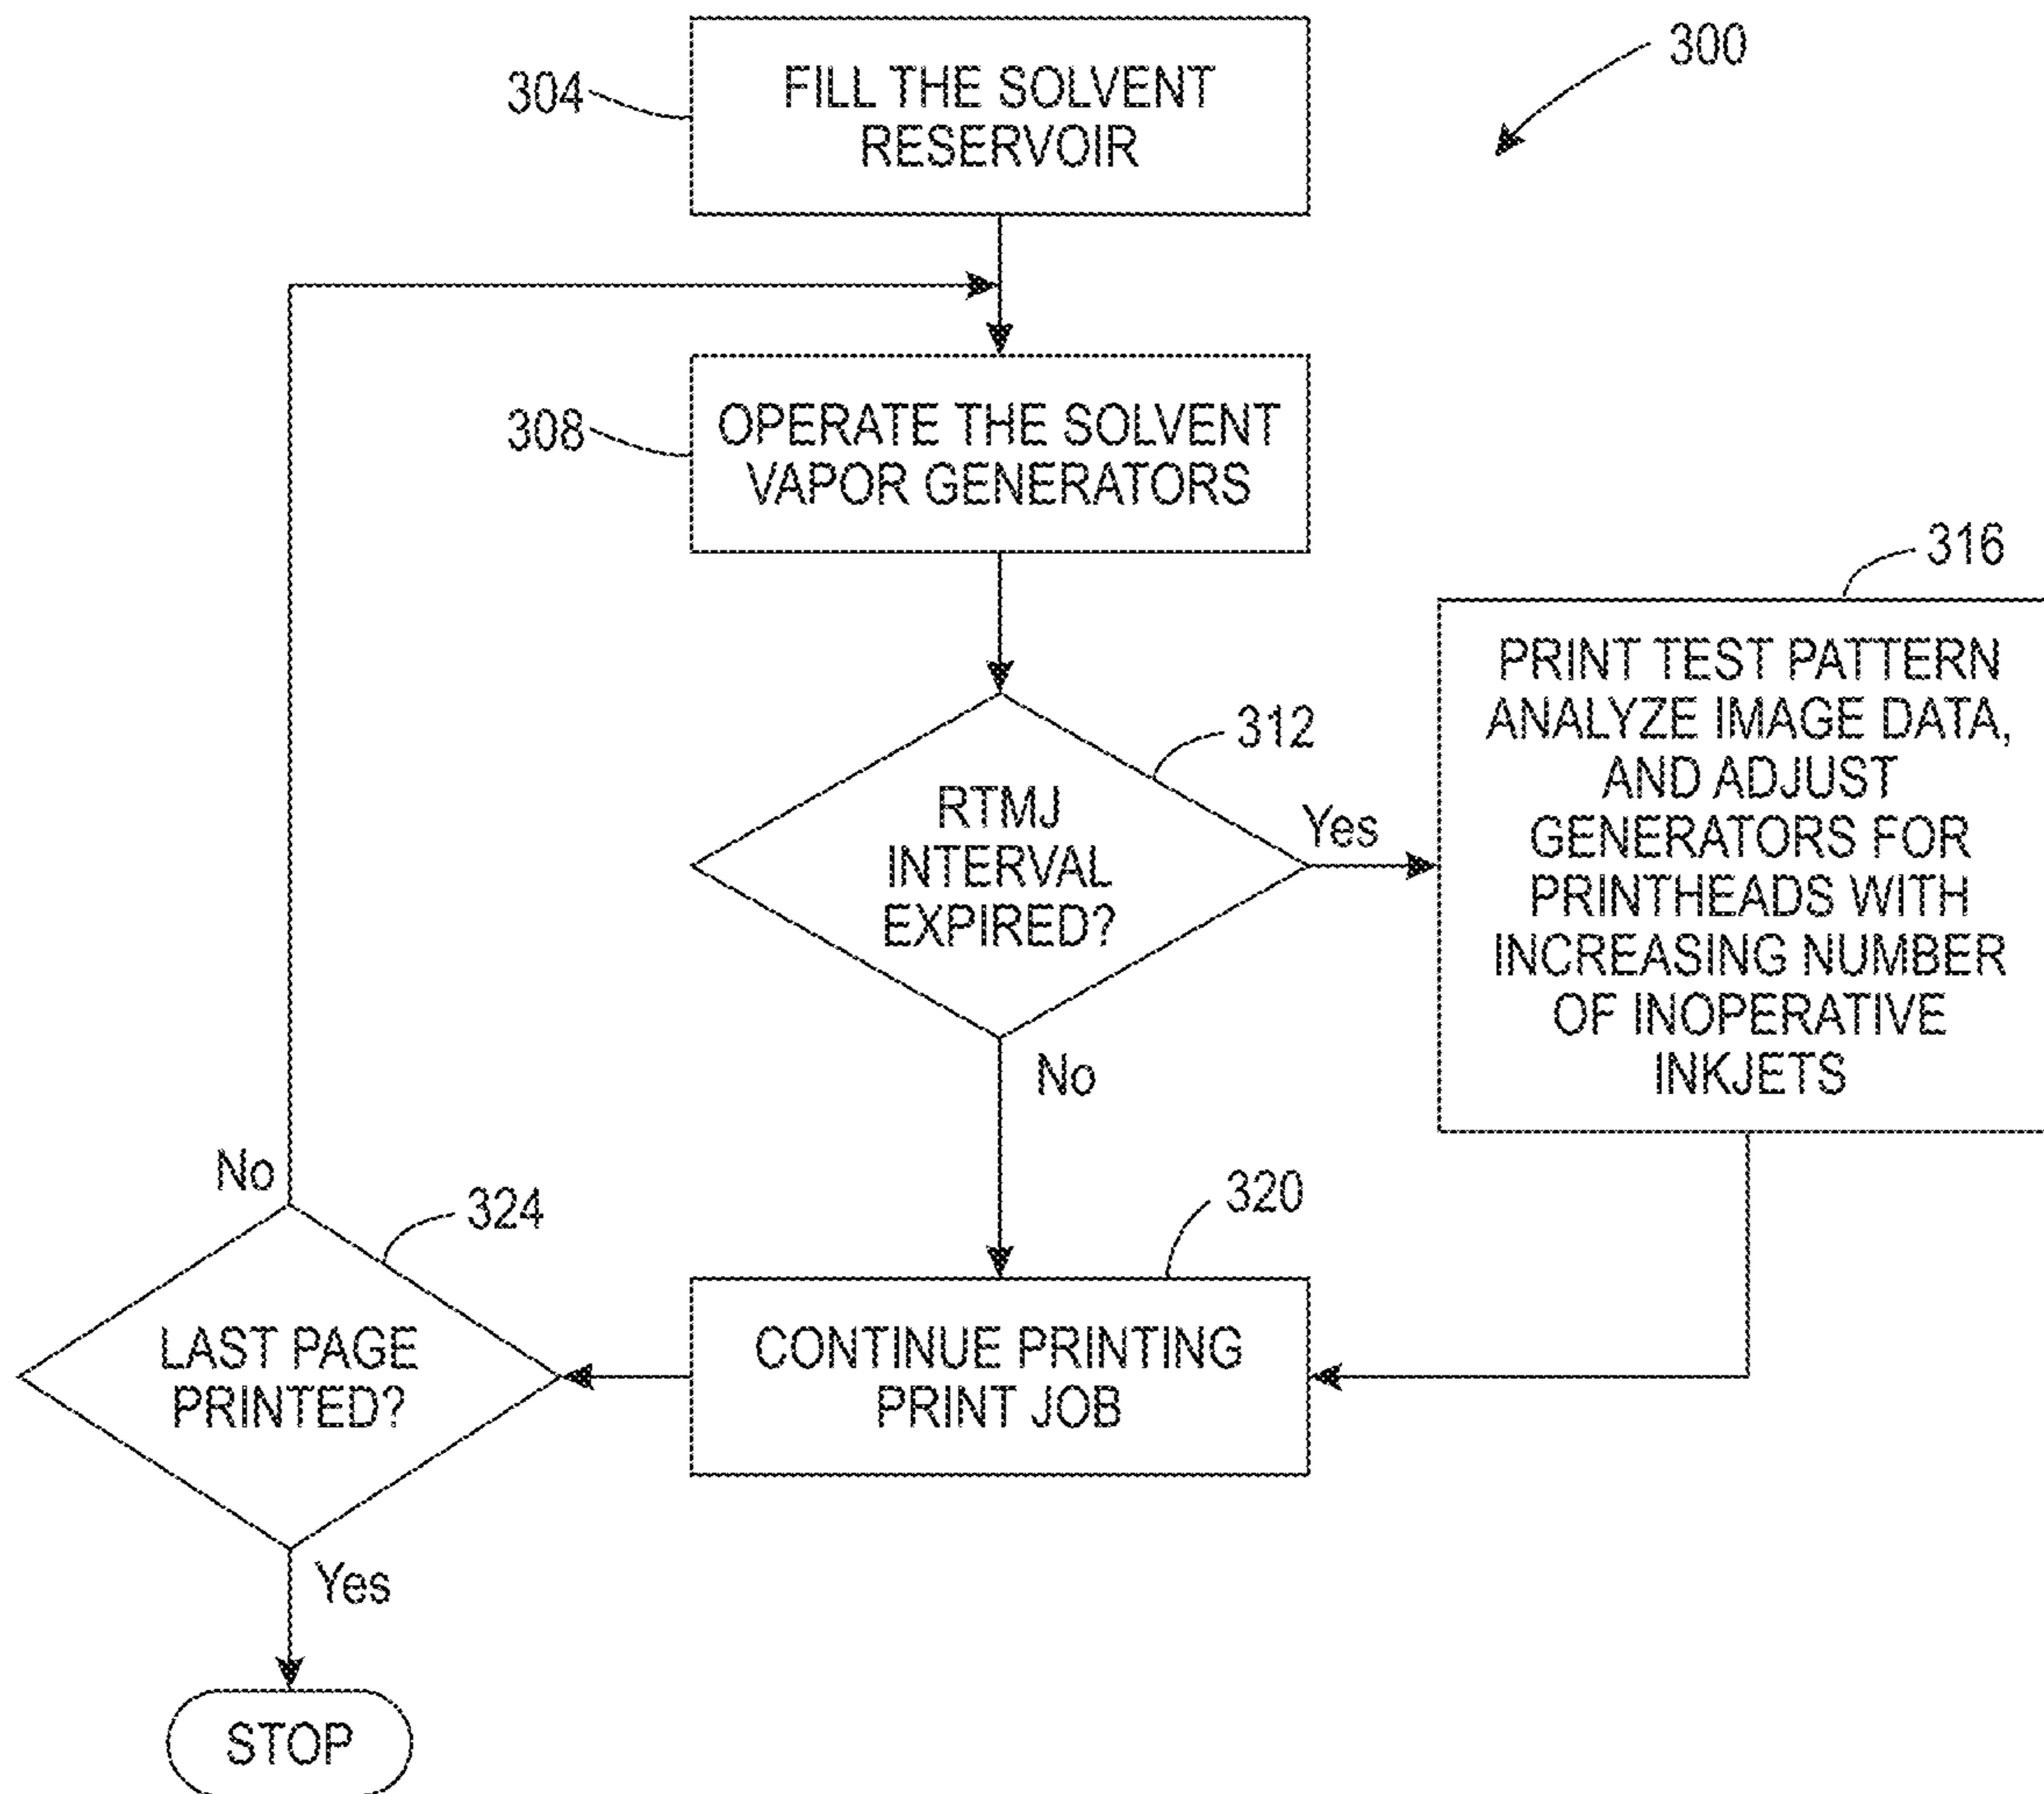 300
304
FILL THE SOLVENT
RESERVOIR
308
OPERATE THE SOLVENT
VAPOR GENERATORS
312
RTMJ
INTERVAL
EXPIRED?
Yes
No
316
PRINT TEST PATTERN
ANALYZE IMAGE DATA,
AND ADJUST
GENERATORS FOR
PRINTHEADS WITH
INCREASING NUMBER
OF INOPERATIVE
INKJETS
320
CONTINUE PRINTING
PRINT JOB
324
LAST PAGE
PRINTED?
No
Yes
STOP